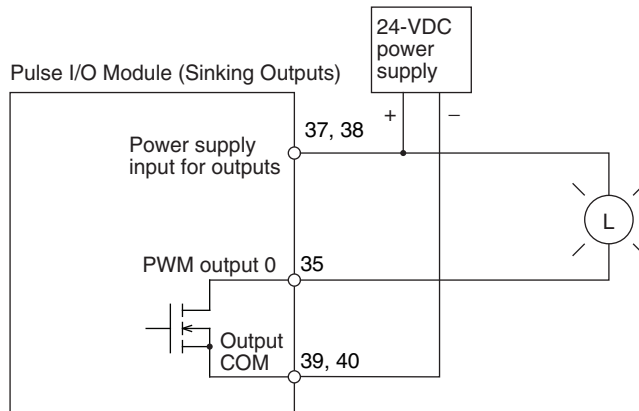 24-VDC
power
supply
Pulse I/O Module (Sinking Outputs)
+
−
37, 38
Power supply
input for outputs
L
PWM output 0
35
Output
COM
39, 40